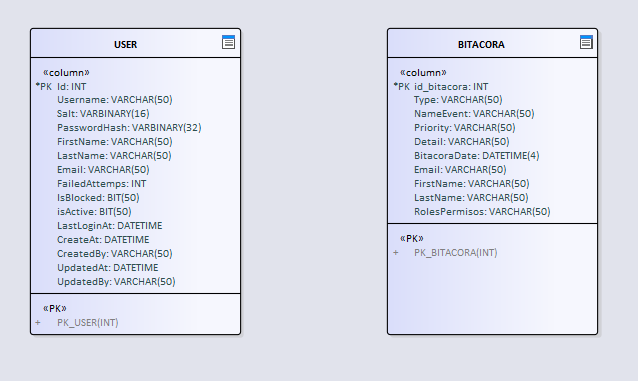 USER
«column»
*PK Id: INT
Username: VARCHAR(50)
Salt: VARBINARY(16)
PasswordHash: VARBINARY(32)
FirstName: VARCHAR(50)
LastName: VARCHAR(50)
Email: VARCHAR(50)
FailedAttemps: INT
IsBlocked: BIT(50)
isActive: BIT(50)
LastLoginAt: DATETIME
CreateAt: DATETIME
CreatedBy: VARCHAR(50)
UpdatedAt: DATETIME
UpdatedBy: VARCHAR(50)
«PK»
+ PK_USER(INT)
BITACORA
«column»
*PK id_bitacora: INT
Type: VARCHAR(50)
NameEvent: VARCHAR(50)
Priority: VARCHAR(50)
Detail: VARCHAR(50)
BitacoraDate: DATETIME(4)
Email: VARCHAR(50)
FirstName: VARCHAR(50)
LastName: VARCHAR(50)
RolesPermisos: VARCHAR(50)
«PK»
+ PK_BITACORA(INT)